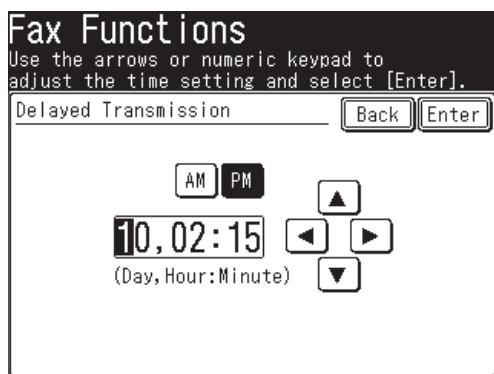 Fax Functions
Use the arrows or numeric keypad to
adjust the time setting and select [Enter].
Delayed Transmission
Back Enter
AM PM
10,02:15
(Day,Hour:Minute)